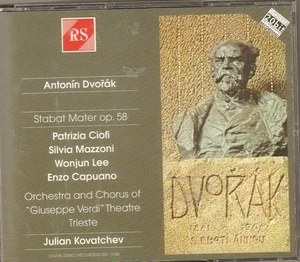 RS
Antonín Dvořák
Stabat Mater op. 58
Patrizia Ciofi
Silvia Mazzoni
Wonjun Lee
Enzo Capuano
Orchestra and Chorus of
"Giuseppe Verdi" Theatre
Trieste
Julian Kovatchev
DVOŘÁK